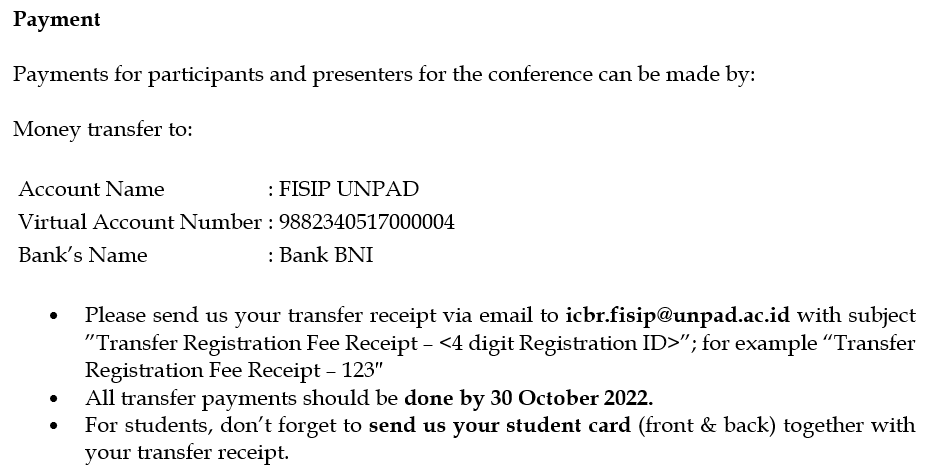 Payment
Payments for participants and presenters for the conference can be made by:
Money transfer to:
Account Name : FISIP UNPAD
Virtual Account Number : 9882340517000004
Bank’s Name : Bank BNI
• Please send us your transfer receipt via email to icbr.fisip@unpad.ac.id with subject
”Transfer Registration Fee Receipt – <4 digit Registration ID>”; for example “Transfer
Registration Fee Receipt – 123″
• All transfer payments should be done by 30 October 2022.
• For students, don’t forget to send us your student card (front & back) together with
your transfer receipt.